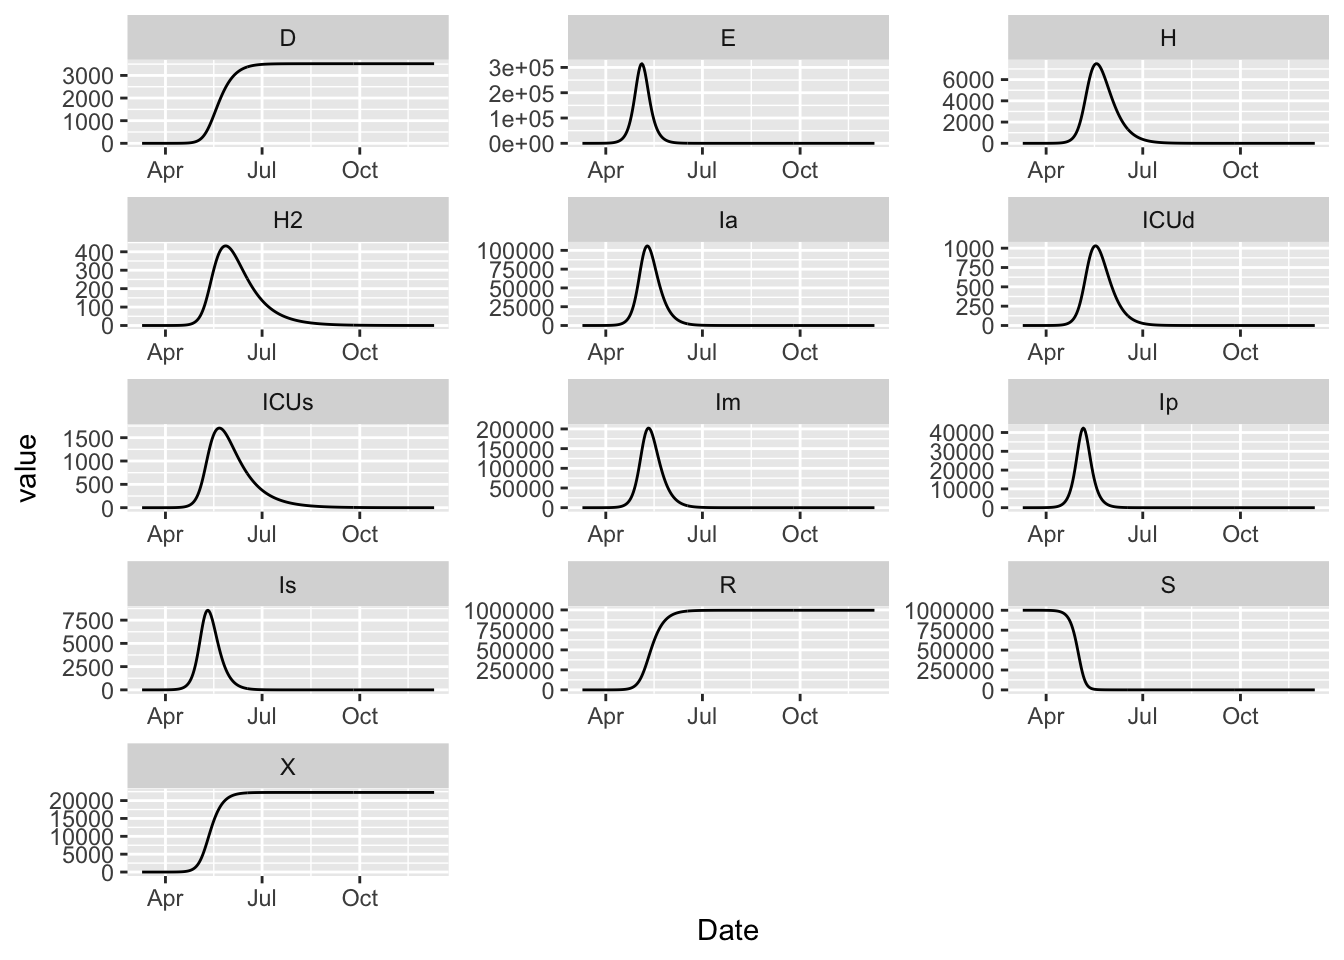 D
E
H
3000
2000
1000
0
Apr
Jul
Oct
3e+05
2e+05
1e+05
0e+00
Apr
Jul
Oct
6000
4000
2000
0
Apr
Jul
Oct
H2
Ia
ICUd
400
300
200
100
0
Apr
Jul
Oct
100000
75000
50000
25000
0
Apr
Jul
Oct
1000
750
500
250
0
Apr
Jul
Oct
value
ICUs
Im
Ip
1500
1000
500
0
Apr
Jul
Oct
200000
150000
100000
50000
0
Apr
Jul
Oct
40000
30000
20000
10000
0
Apr
Jul
Oct
Is
R
S
7500
5000
2500
0
Apr
Jul
Oct
1000000
750000
500000
250000
0
Apr
Jul
Oct
1000000
750000
500000
250000
0
Apr
Jul
Oct
X
20000
15000
10000
5000
0
Apr
Jul
Oct
Date